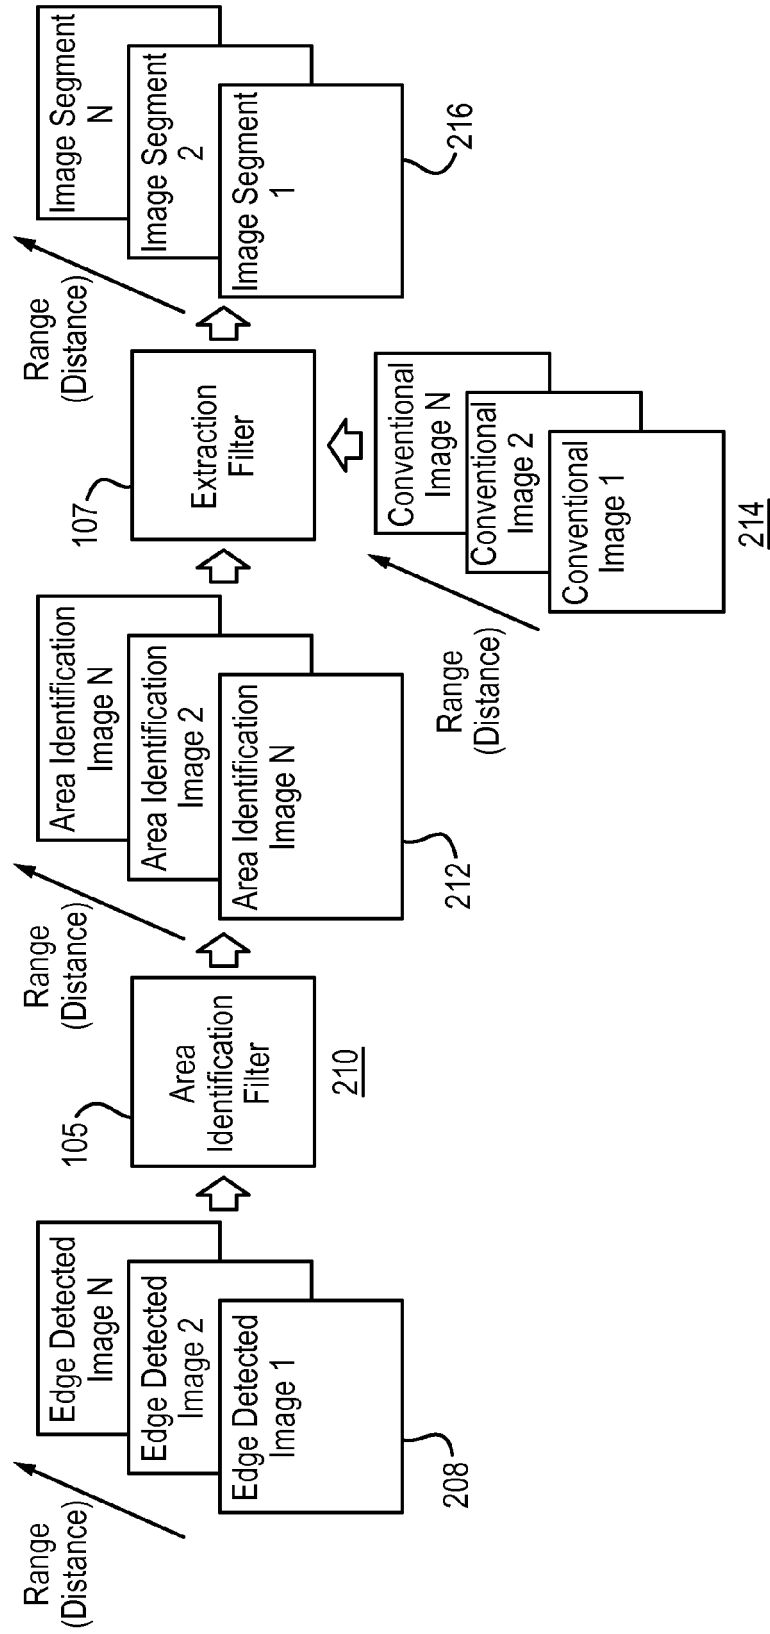 Range
(Distance)
Edge Detected
Image N
Edge Detected
Image 2
Edge Detected
Image 1
208
105
Area
Identification
Filter
210
Range
(Distance)
Area Identification
Image N
Area Identification
Image 2
Area Identification
Image N
212
107
Extraction
Filter
Range
(Distance)
Conventional
Image N
Conventional
Image 2
Conventional
Image 1
214
Range
(Distance)
Image Segment
N
Image Segment
2
Image Segment
1
216